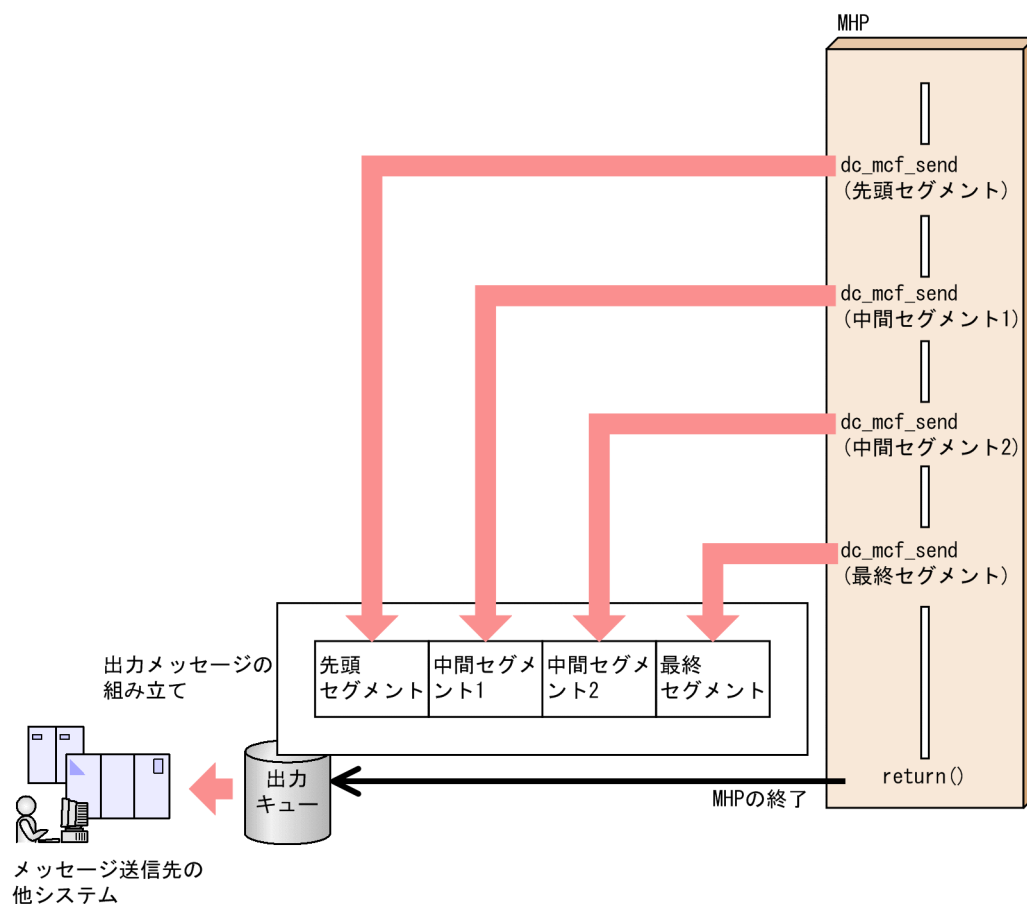 MHP
dc_mcf_send
(先頭セグメント)
dc_mcf_send
(中間セグメント1)
dc_mcf_send
(中間セグメント2)
dc_mcf_send
(最終セグメント)
出力メッセージの
組み立て
先頭
セグメント
中間セグメ
ント1
中間セグメ
ント2
最終
セグメント
出力
キュー
return()
MHPの終了
メッセージ送信先の
他システム